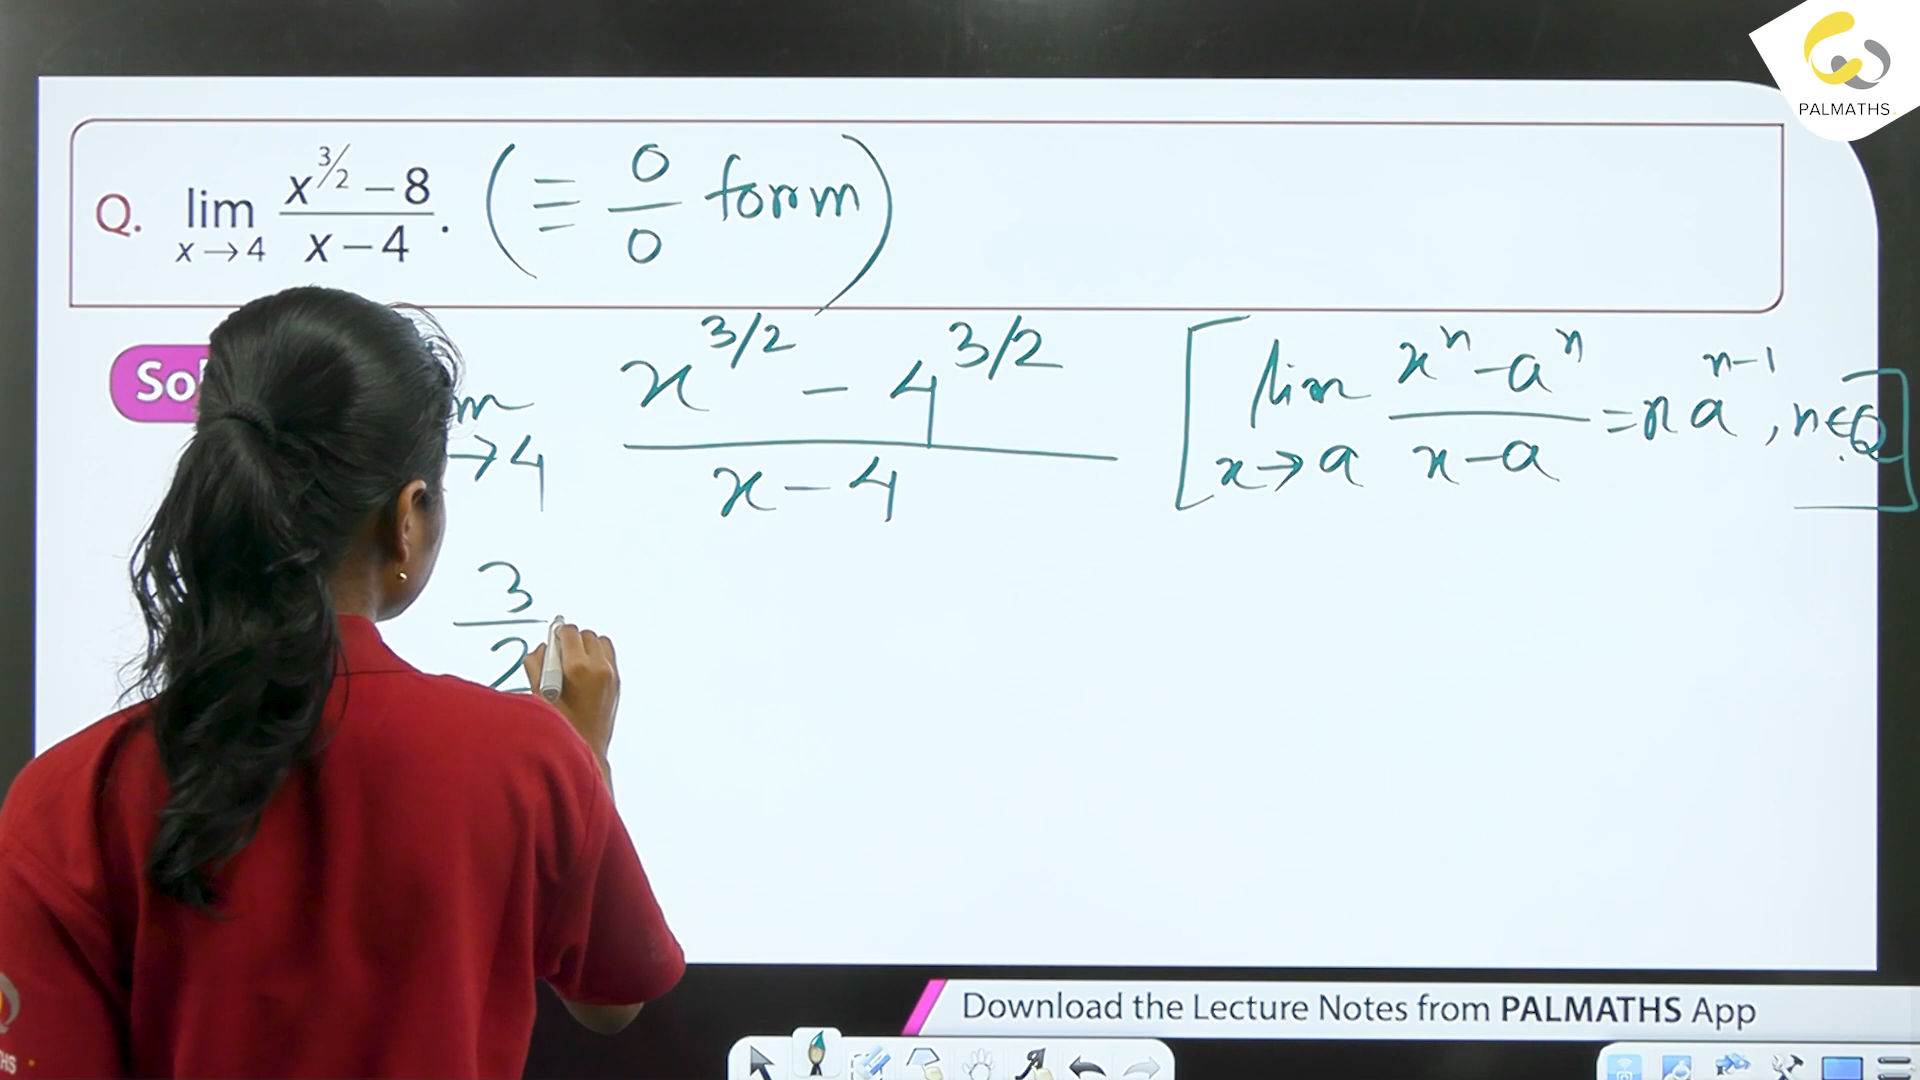 PALMATHS
Q. lim x→4 (x^{3/2} – 8)/(x – 4). (≡ 0/0 form)
So
m →4 (x^{3/2} – 4^{3/2})/(x – 4) [lim x→a (x^n – a^n)/(x – a) = n a^{n-1}, n∈Q]
3/2
Download the Lecture Notes from PALMATHS App